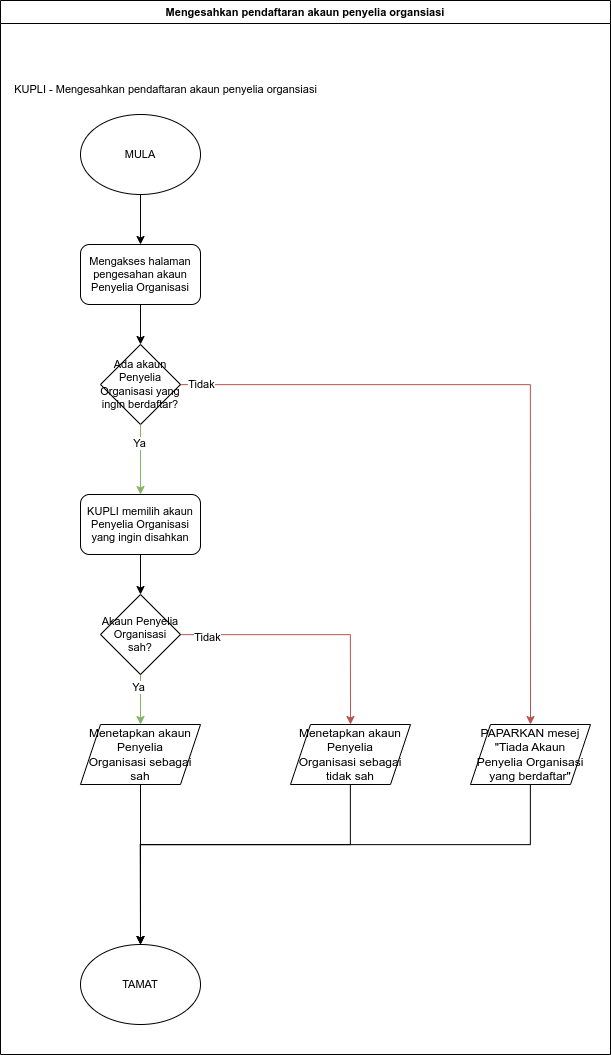 Mengesahkan pendaftaran akaun penyelia organsiasi
KUPLI - Mengesahkan pendaftaran akaun penyelia organsiasi
MULA
Mengakses halaman
pengesahan akaun
Penyelia Organisasi
Ada akaun
Penyelia
Organisasi yang
ingin berdaftar?
Tidak
Ya
KUPLI memilih akaun
Penyelia Organisasi
yang ingin disahkan
Akaun Penyelia
Organisasi
sah?
Tidak
Ya
Menetapkan akaun
Penyelia
Organisasi sebagai
sah
Menetapkan akaun
Penyelia
Organisasi sebagai
tidak sah
PAPARKAN mesej
"Tiada Akaun
Penyelia Organisasi
yang berdaftar"
TAMAT